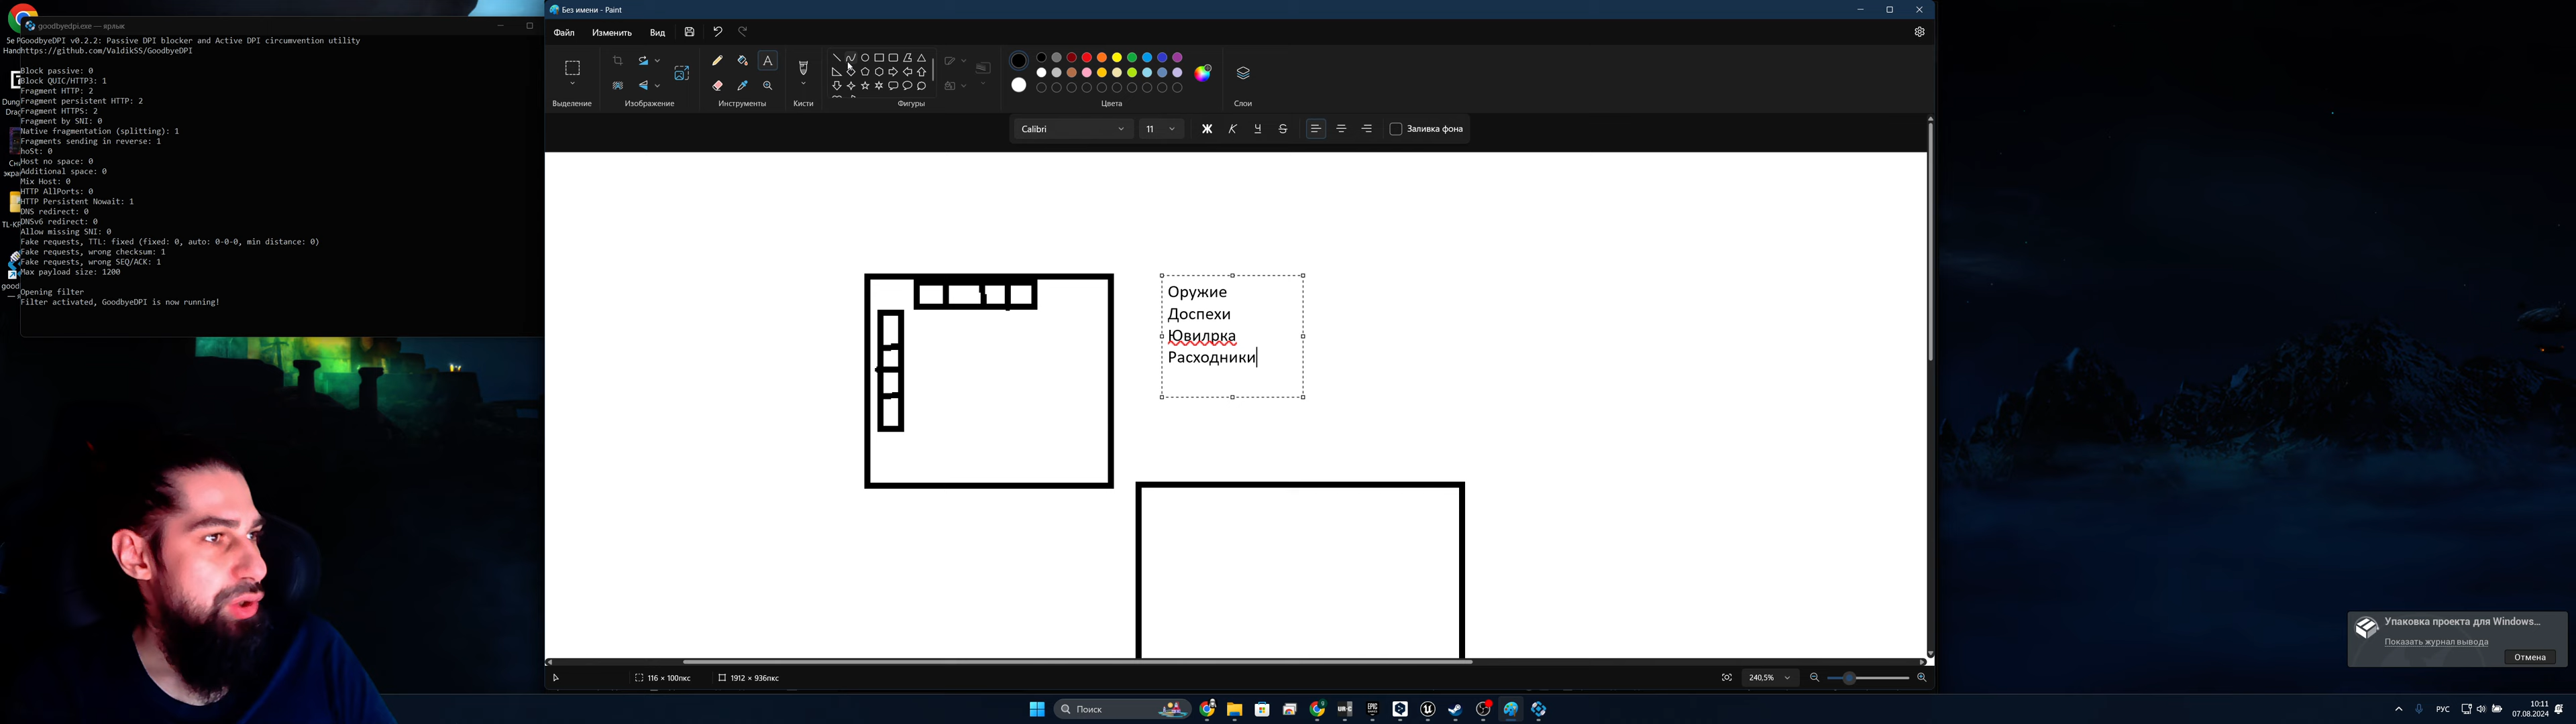 goodbyedpi.exe — ярлык
GoodbyeDPI v0.2.2: Passive DPI blocker and Active DPI circumvention utility
https://github.com/ValdikSS/GoodbyeDPI
Block passive: 0
Block QUIC/HTTP3: 1
Fragment HTTP: 2
Fragment persistent HTTP: 2
Fragment HTTPS: 2
Fragment by SNI: 0
Native fragmentation (splitting): 1
Fragments sending in reverse: 1
hoSt: 0
Host no space: 0
Additional space: 0
Mix Host: 0
HTTP AllPorts: 0
HTTP Persistent Nowait: 1
DNS redirect: 0
DNSv6 redirect: 0
Allow missing SNI: 0
Fake requests, TTL: fixed (fixed: 0, auto: 0-0-0, min distance: 0)
Fake requests, wrong checksum: 1
Fake requests, wrong SEQ/ACK: 1
Max payload size: 1200
Opening filter
Filter activated, GoodbyeDPI is now running!
Без имени - Paint
Файл Изменить Вид
Выделение Изображение Инструменты Кисти Фигуры Цвета Слои
Calibri 11 Ж К Ч S Заливка фона
Оружие
Доспехи
Ювилрка
Расходники
116 × 100пкс 1912 × 936пкс 240,5%
Упаковка проекта для Windows...
Показать журнал вывода
Отмена
Поиск
РУС
10:11
07.08.2024